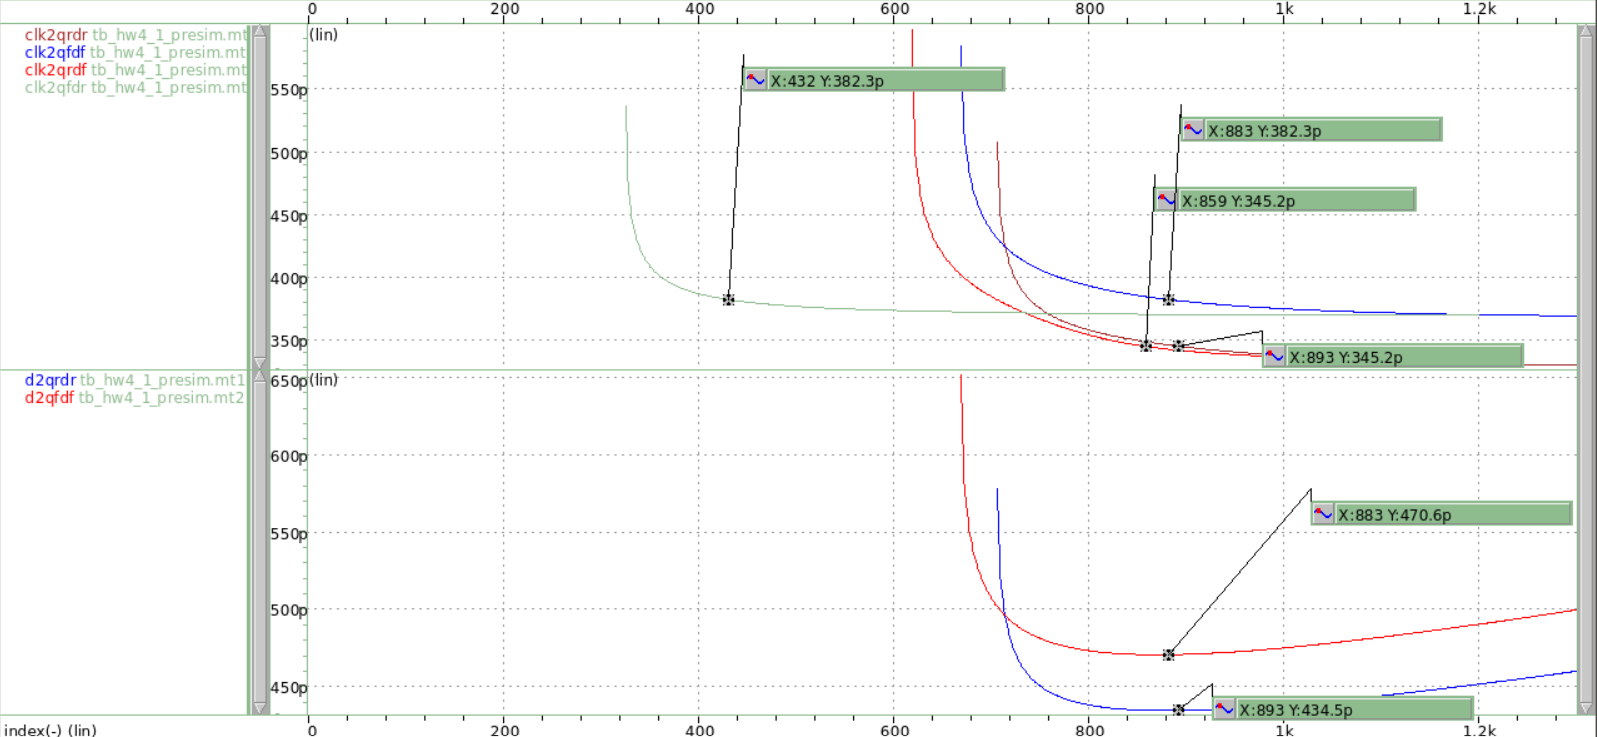 0 200 400 600 800 1k 1.2k
clk2qrdr tb_hw4_1_presim.mt
clk2qfdf tb_hw4_1_presim.mt
clk2qrdf tb_hw4_1_presim.mt
clk2qfdr tb_hw4_1_presim.mt
(lin)
X:432 Y:382.3p
550p
X:883 Y:382.3p
500p
X:859 Y:345.2p
450p
400p
350p
X:893 Y:345.2p
d2qrdr tb_hw4_1_presim.mt1
d2qfdf tb_hw4_1_presim.mt2
650p
(lin)
600p
X:883 Y:470.6p
550p
500p
450p
X:893 Y:434.5p
index(-) (lin)
0 200 400 600 800 1k 1.2k